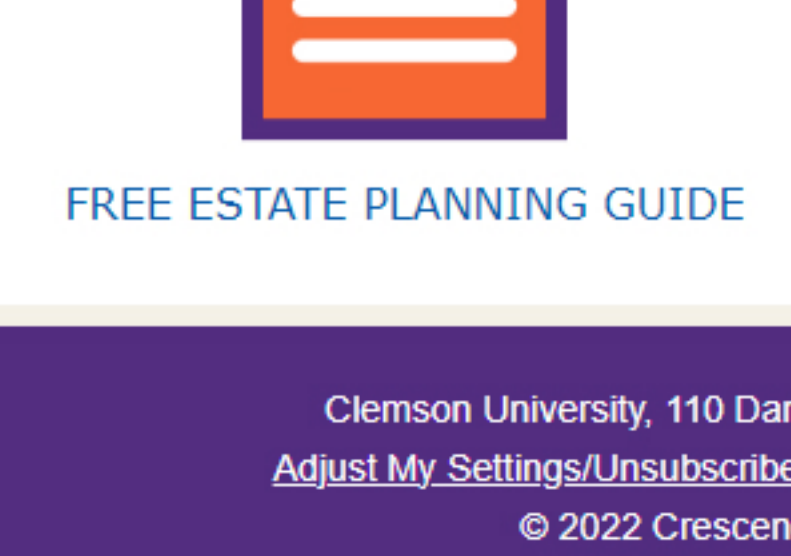 FREE ESTATE PLANNING GUIDE
Clemson University, 110
Adjust My Settings/Unsubscribe
© 2022